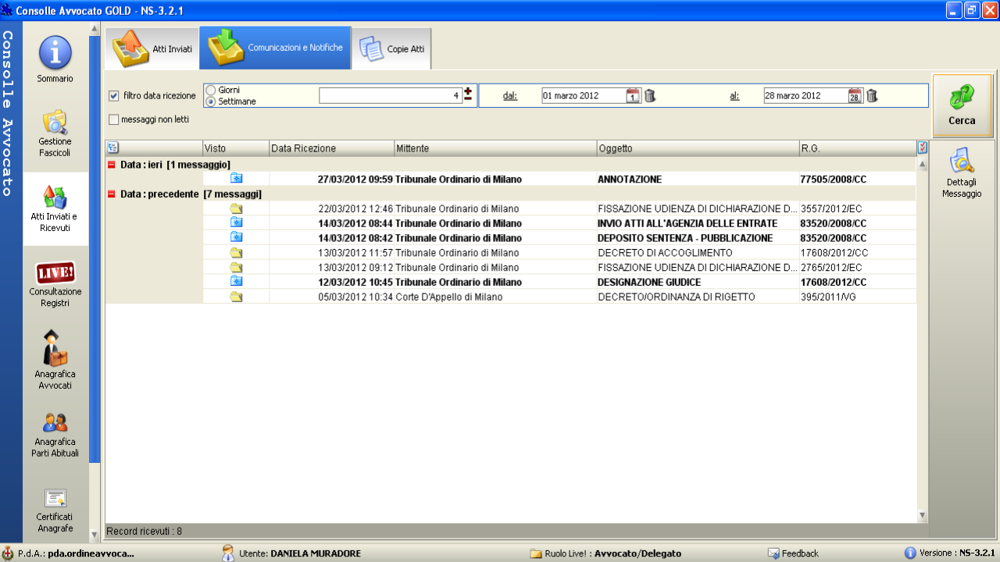 Consolle Avvocato GOLD - NS-3.2.1
Consolle Avvocato
Sommario
Gestione
Fascicoli
Atti Inviati e
Ricevuti
LIVE!
Consultazione
Registri
Anagrafica
Avvocati
Anagrafica
Parti Abituali
Certificati
Anagrafe
Atti Inviati
Comunicazioni e Notifiche
Copie Atti
filtro data ricezione
Giorni
Settimane
4
dal:
01 marzo 2012
1
al:
28 marzo 2012
28
Cerca
messaggi non letti
Visto Data Ricezione Mittente Oggetto R.G.
Data : ieri [1 messaggio]
27/03/2012 09:59 Tribunale Ordinario di Milano ANNOTAZIONE 77505/2008/CC
Data : precedente [7 messaggi]
22/03/2012 12:46 Tribunale Ordinario di Milano FISSAZIONE UDIENZA DI DICHIARAZIONE D... 3557/2012/EC
14/03/2012 08:44 Tribunale Ordinario di Milano INVIO ATTI ALL'AGENZIA DELLE ENTRATE 83520/2008/CC
14/03/2012 08:42 Tribunale Ordinario di Milano DEPOSITO SENTENZA - PUBBLICAZIONE 83520/2008/CC
13/03/2012 11:57 Tribunale Ordinario di Milano DECRETO DI ACCOGLIMENTO 17608/2012/CC
13/03/2012 09:12 Tribunale Ordinario di Milano FISSAZIONE UDIENZA DI DICHIARAZIONE D... 2765/2012/EC
12/03/2012 10:45 Tribunale Ordinario di Milano DESIGNAZIONE GIUDICE 17608/2012/CC
05/03/2012 10:34 Corte D'Appello di Milano DECRETO/ORDINANZA DI RIGETTO 395/2011/VG
Dettagli
Messaggio
Record ricevuti : 8
P.d.A.: pda.ordineavvoca...
Utente: DANIELA MURADORE
Ruolo Live! : Avvocato/Delegato
Feedback
Versione : NS-3.2.1